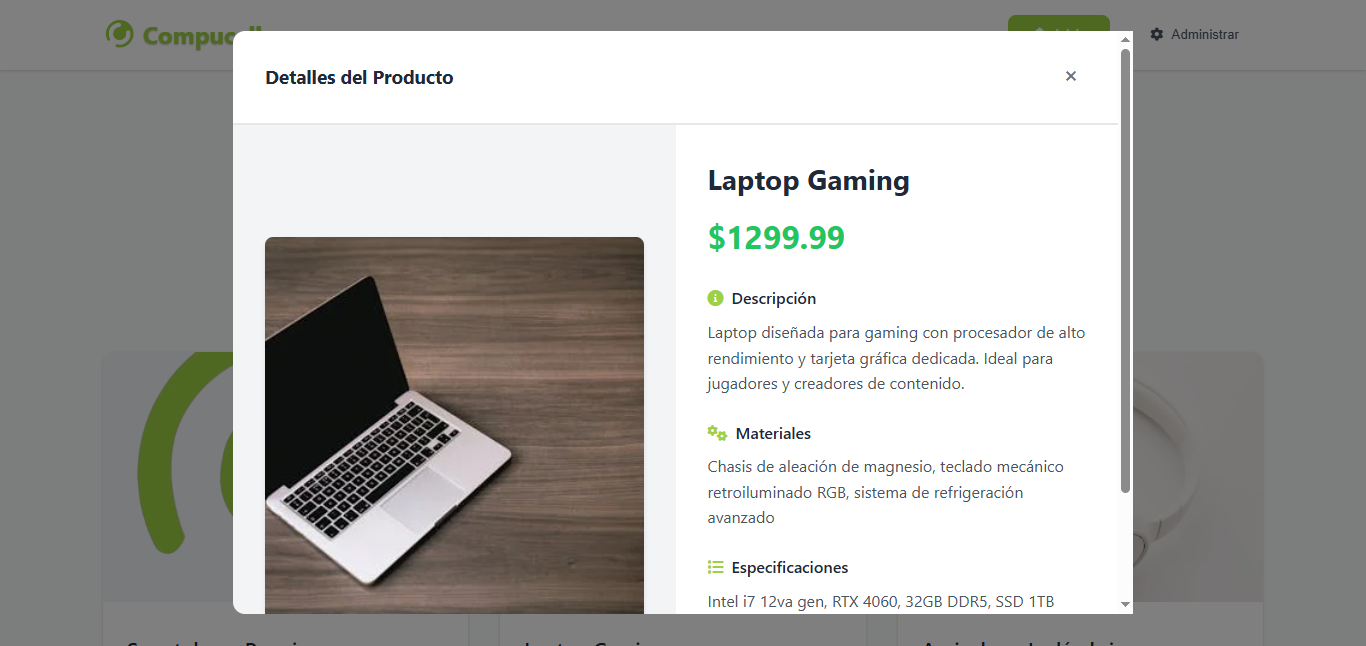 Administrar
Detalles del Producto
Laptop Gaming
$1299.99
Descripción
Laptop diseñada para gaming con procesador de alto
rendimiento y tarjeta gráfica dedicada. Ideal para
jugadores y creadores de contenido.
Materiales
Chasis de aleación de magnesio, teclado mecánico
retroiluminado RGB, sistema de refrigeración
avanzado
Especificaciones
Intel i7 12va gen, RTX 4060, 32GB DDR5, SSD 1TB